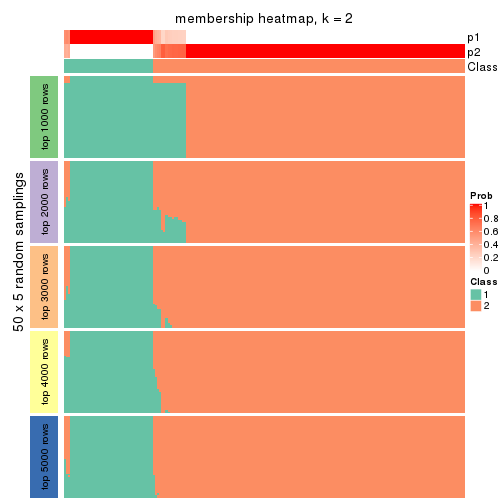 membership heatmap, k = 2
p1
p2
Class
50 x 5 random samplings
top 1000 rows
top 2000 rows
top 3000 rows
top 4000 rows
top 5000 rows
Prob
1
0.8
0.6
0.4
0.2
0
Class
1
2